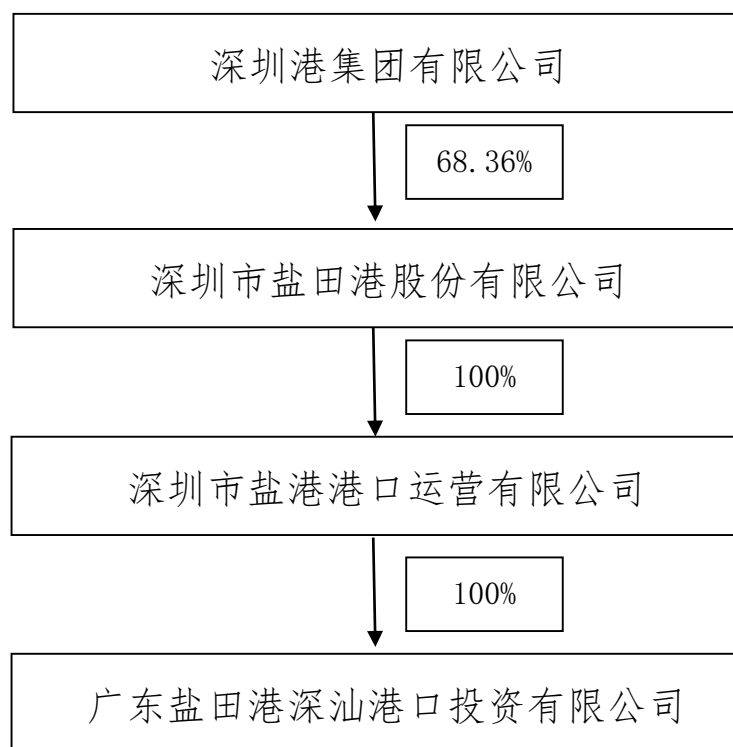 深圳港集团有限公司
68.36%
深圳市盐田港股份有限公司
100%
深圳市盐港港口运营有限公司
100%
广东盐田港深汕港口投资有限公司